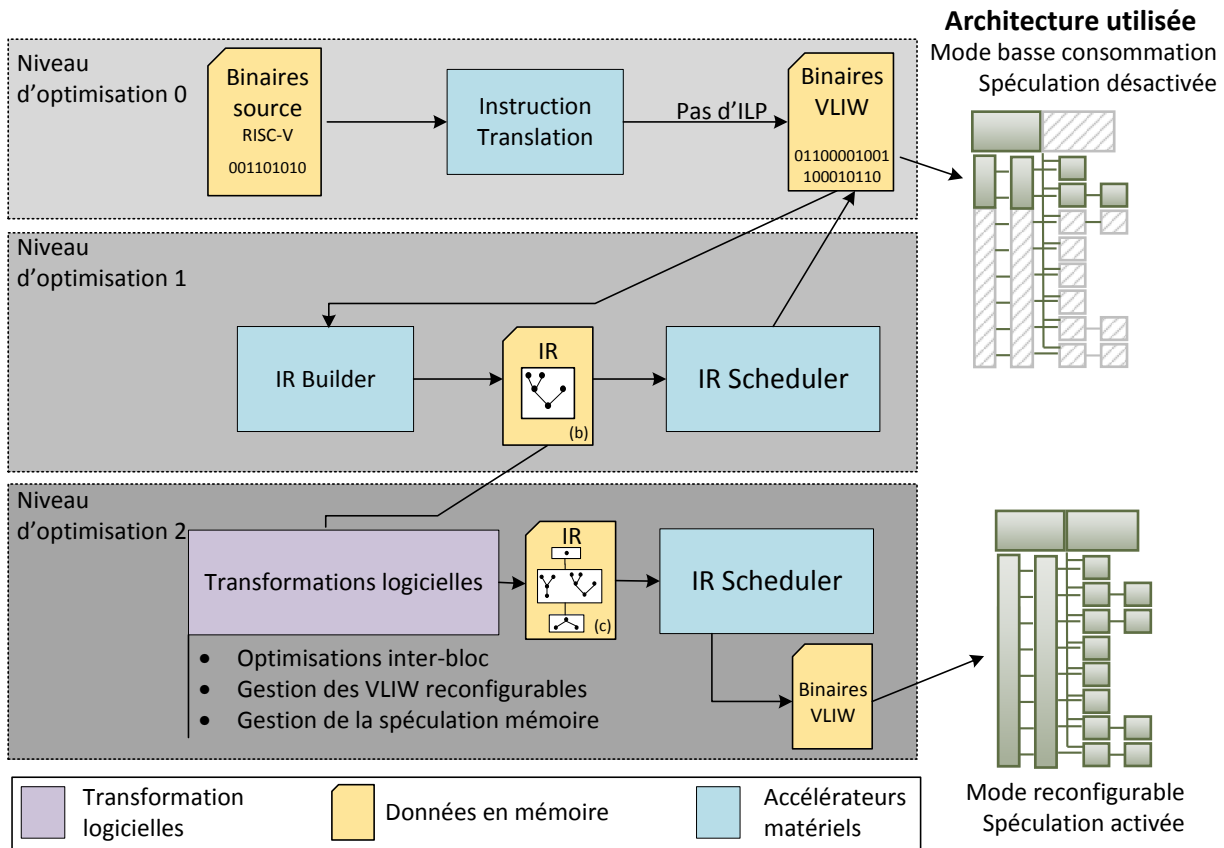 Architecture utilisée
Mode basse consommation
Spéculation désactivée
Niveau
d'optimisation 0
Binaires
source
RISC-V
001101010
Instruction
Translation
Pas d'ILP
Binaires
VLIW
01100001001
100010110
Niveau
d'optimisation 1
IR Builder
IR
(b)
IR Scheduler
Niveau
d'optimisation 2
Transformations logicielles
IR
(c)
IR Scheduler
• Optimisations inter-bloc
• Gestion des VLIW reconfigurables
• Gestion de la spéculation mémoire
Binaires
VLIW
Mode reconfigurable
Spéculation activée
Transformation
logicielles
Données en mémoire
Accélérateurs
matériels